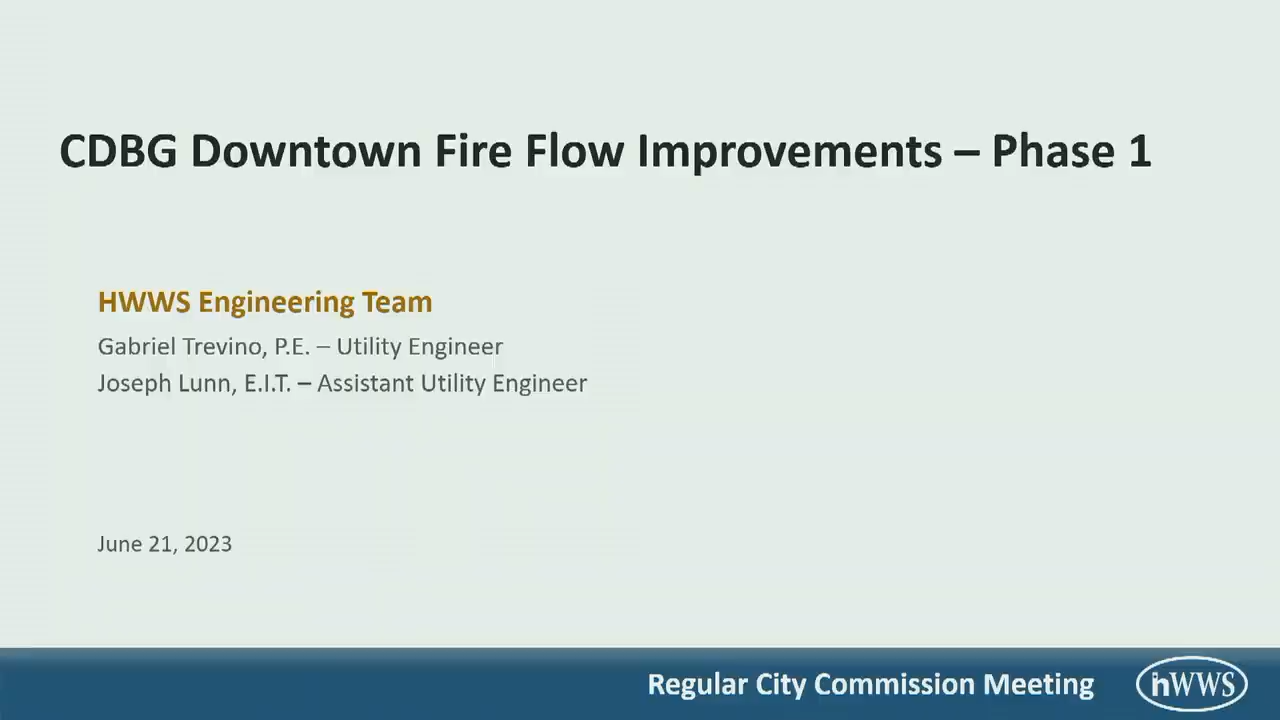 CDBG Downtown Fire Flow Improvements – Phase 1
HWWS Engineering Team
Gabriel Trevino, P.E. – Utility Engineer
Joseph Lunn, E.I.T. – Assistant Utility Engineer
June 21, 2023
Regular City Commission Meeting
hWWS